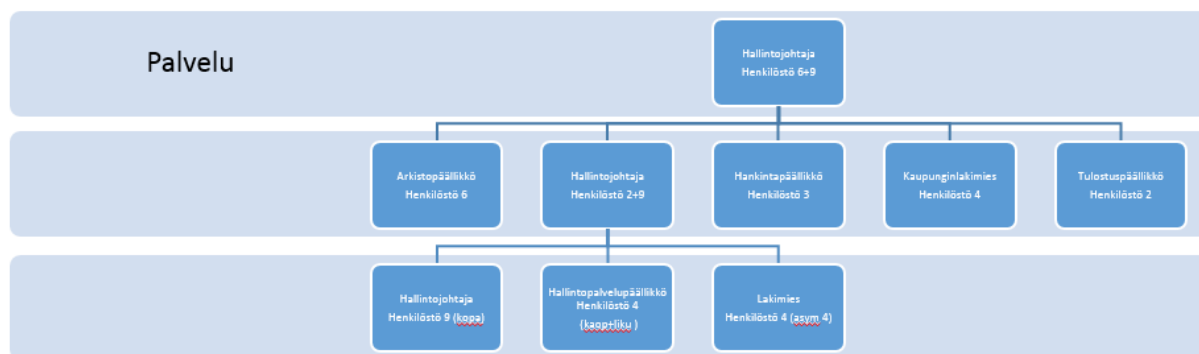 Palvelu
Hallintojohtaja
Henkilöstö 6+9
Arkistopäällikkö
Henkilöstö 6
Hallintojohtaja
Henkilöstö 2+9
Hankintapäällikkö
Henkilöstö 3
Kaupunginlakimies
Henkilöstö 4
Tulostuspäällikkö
Henkilöstö 2
Hallintojohtaja
Henkilöstö 9 (kopa)
Hallintopalvelupäällikkö
Henkilöstö 4
(kaop+liku )
Lakimies
Henkilöstö 4 (asym 4)